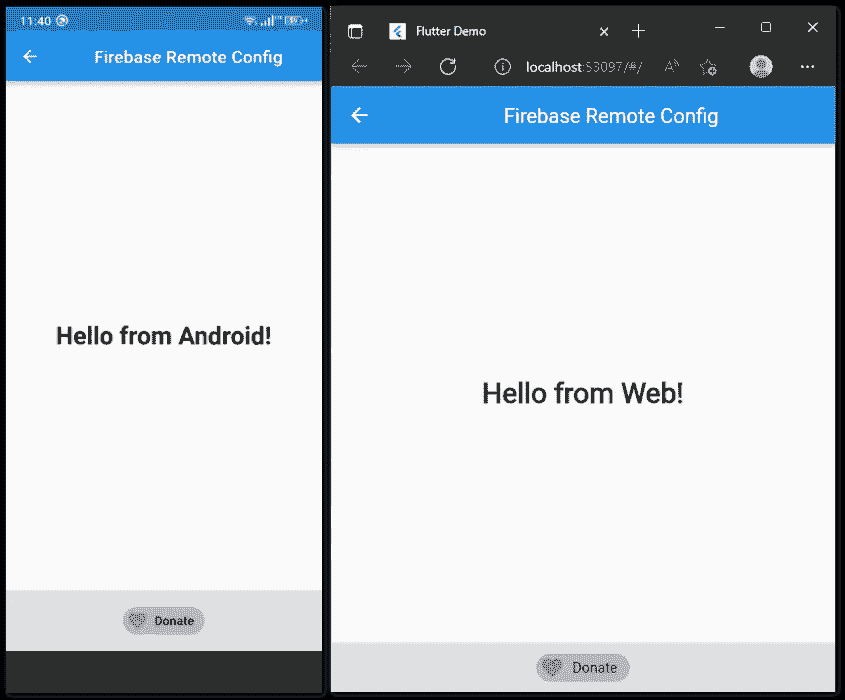 11:40
Firebase Remote Config
Hello from Android!
Donate
Flutter Demo
localhost:53097/#/
Firebase Remote Config
Hello from Web!
Donate